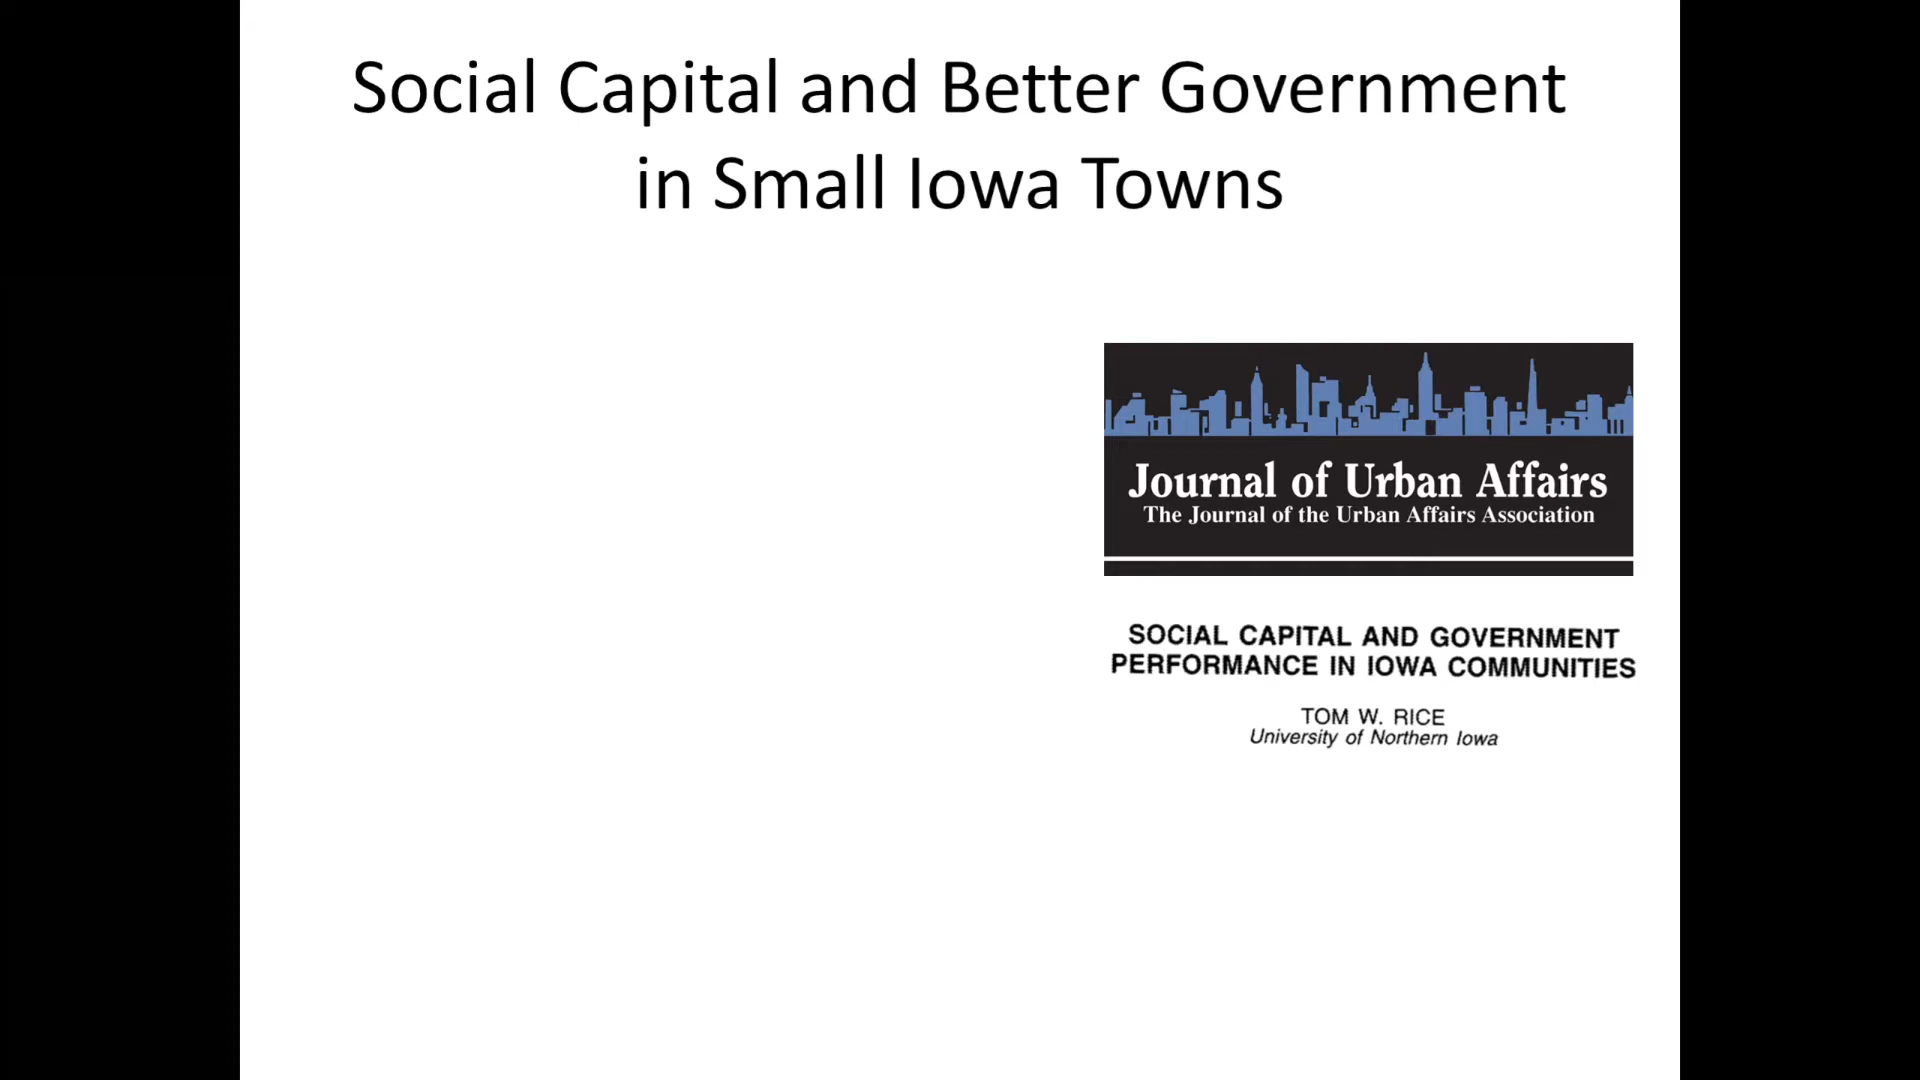 Social Capital and Better Government
in Small Iowa Towns
Journal of Urban Affairs
The Journal of the Urban Affairs Association
SOCIAL CAPITAL AND GOVERNMENT
PERFORMANCE IN IOWA COMMUNITIES
TOM W. RICE
University of Northern Iowa